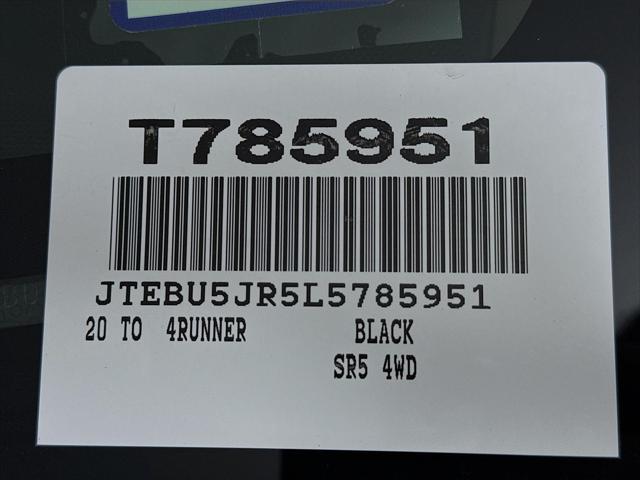 T785951
JTEBU5JR5L5785951
20 TO 4RUNNER BLACK
SR5 4WD